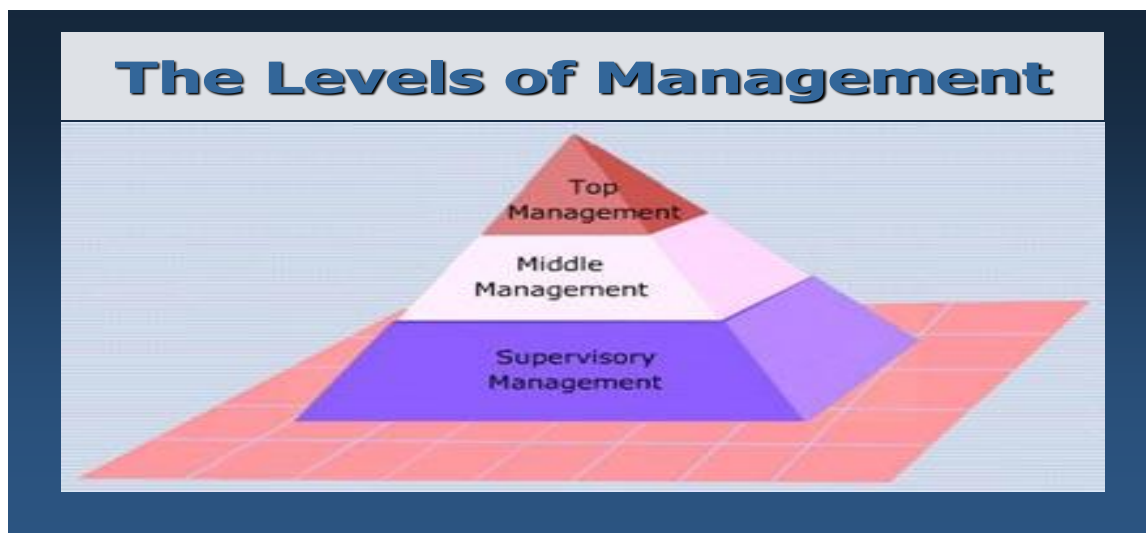 The Levels of Management
Top
Management
Middle
Management
Supervisory
Management